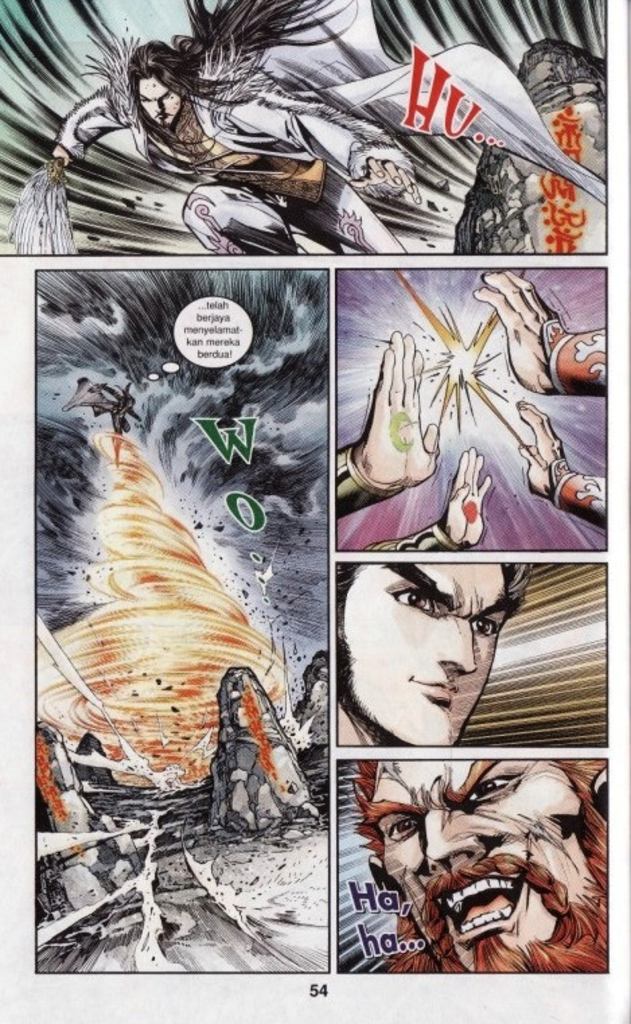 HU...
...telah
berjaya
menyelamat-
kan mereka
berdua!
WO..
Ha,
ha...
54